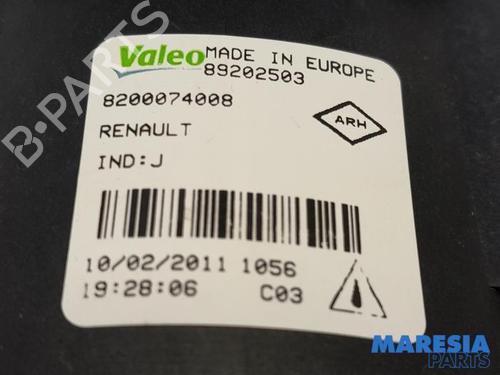 Valeo MADE IN EUROPE
89202503
8200074008
RENAULT
ARH
IND:J
10/02/2011 1056
19:28:06 C03
B-Parts
MARESIA
PARTS